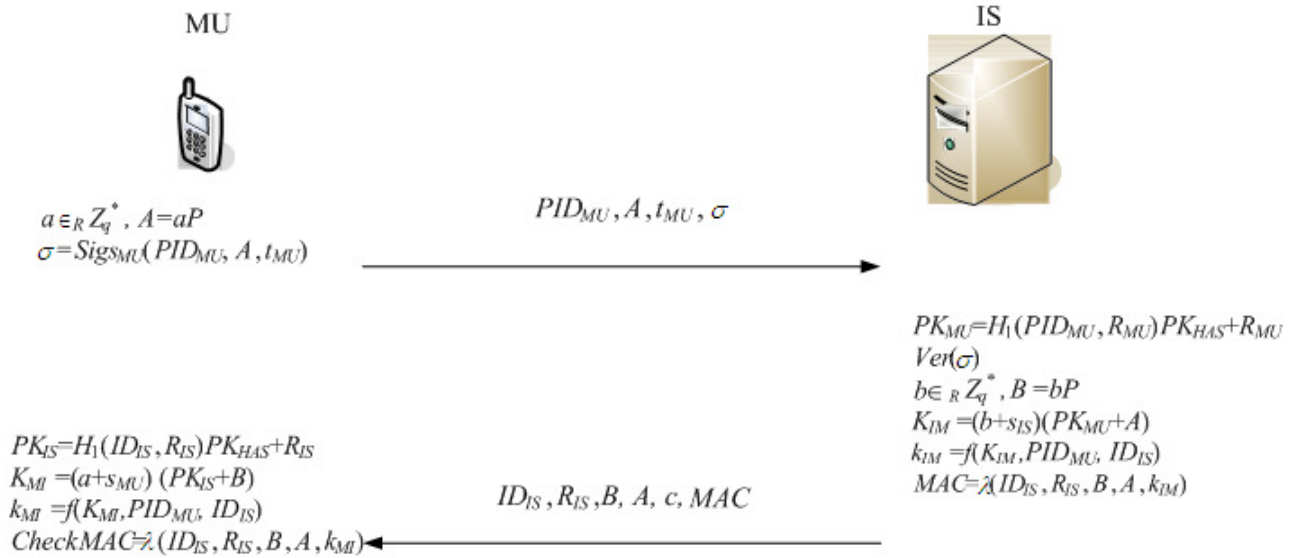 MU
IS
a ∈R Zq*, A=aP
σ=SigsMU(PIDMU, A,tMU)
PIDMU, A,tMU, σ
PKMU=H1(PIDMU, RMU)PKHAS+RMU
Ver(σ)
b∈ R Zq*, B =bP
KIM =(b+sIS)(PKMU+A)
kIM =f(KIM,PIDMU, IDIS)
MAC=λ(IDIS,RIS,B,A,kIM)
PKIS=H1(IDIS,RIS)PKHAS+RIS
KMI =(a+sMU) (PKIS+B)
kMI =f(KMI,PIDMU, IDIS)
CheckMAC=λ(IDIS,RIS,B,A,kMI)
IDIS,RIS,B, A, c, MAC